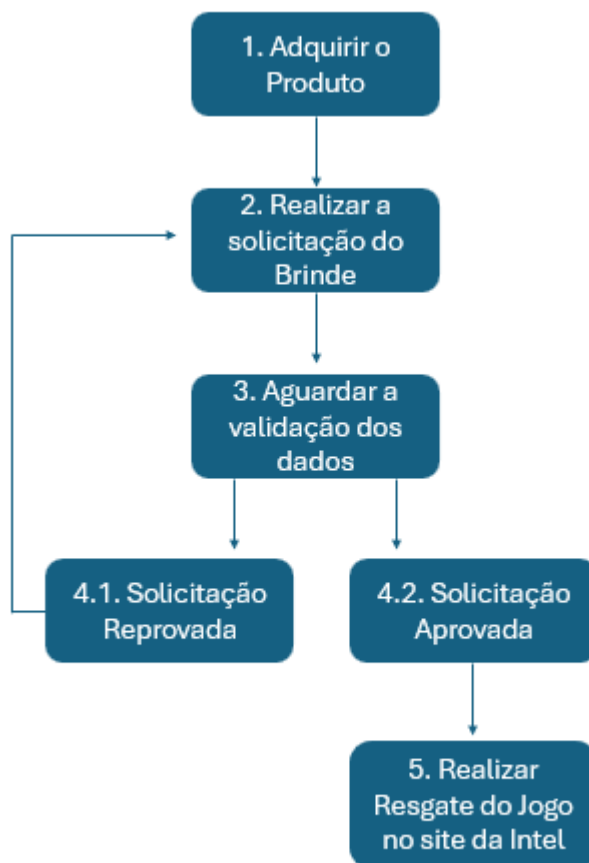 1. Adquirir o
Produto
2. Realizar a
solicitação do
Brinde
3. Aguardar a
validação dos
dados
4.1. Solicitação
Reprovada
4.2. Solicitação
Aprovada
5. Realizar
Resgate do Jogo
no site da Intel